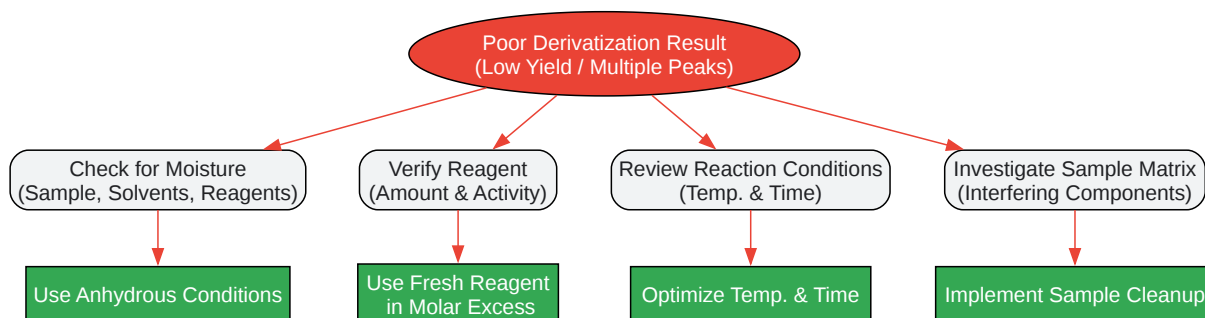 Poor Derivatization Result
(Low Yield / Multiple Peaks)
Check for Moisture
(Sample, Solvents, Reagents)
Verify Reagent
(Amount & Activity)
Review Reaction Conditions
(Temp. & Time)
Investigate Sample Matrix
(Interfering Components)
Use Anhydrous Conditions
Use Fresh Reagent
in Molar Excess
Optimize Temp. & Time
Implement Sample Cleanup